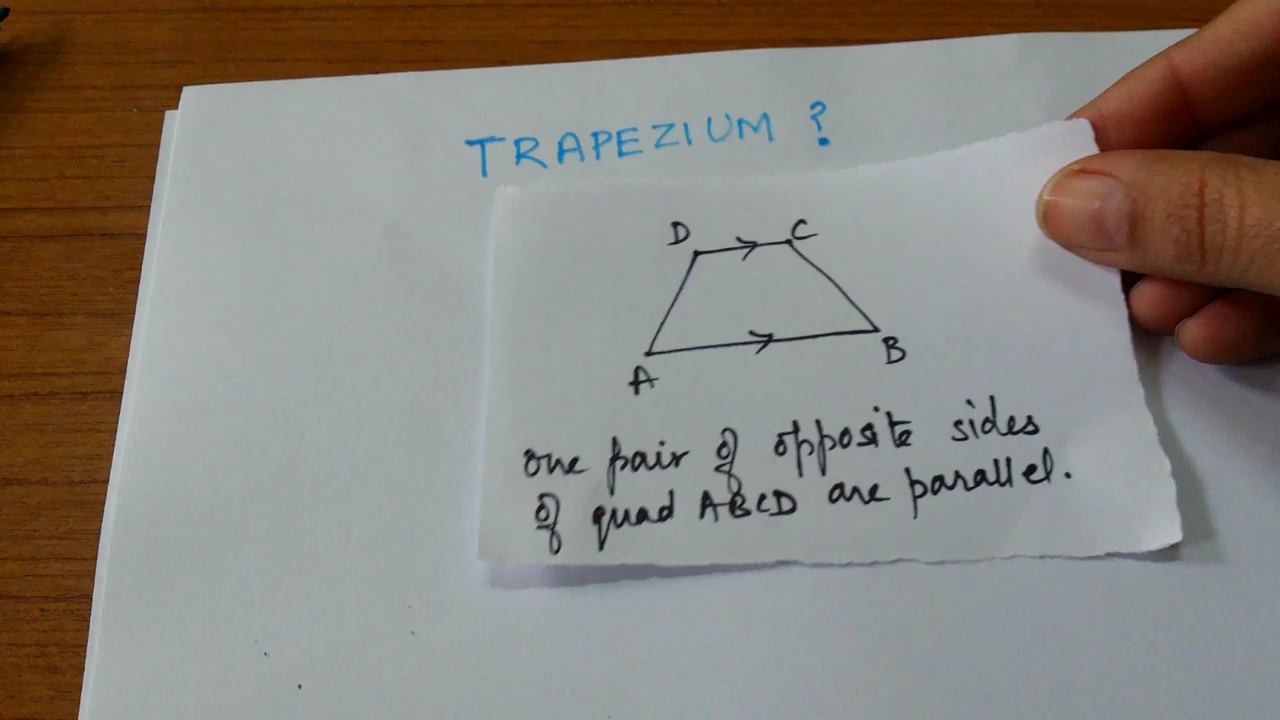 TRAPEZIUM ?
D C
A B
one pair of opposite sides
of quad ABCD are parallel.